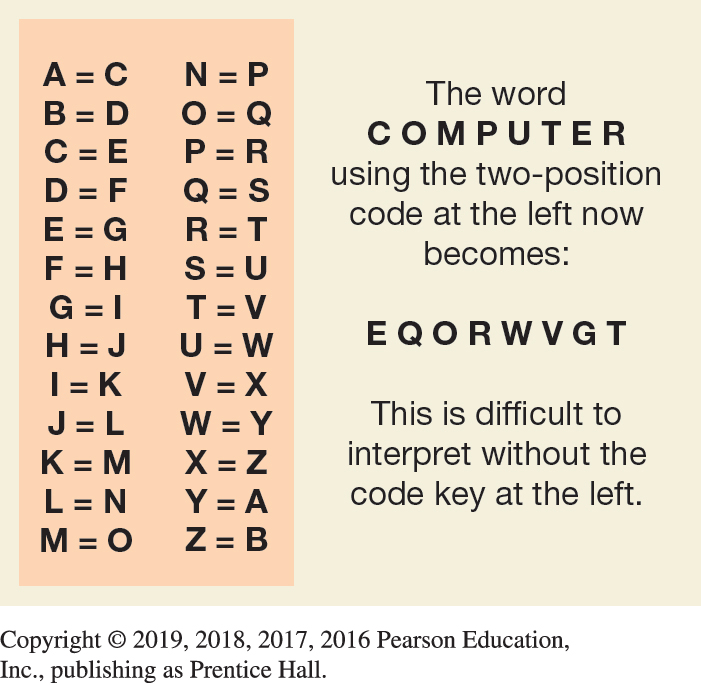 A = C
B = D
C = E
D = F
E = G
F = H
G = I
H = J
I = K
J = L
K = M
L = N
M = O
N = P
O = Q
P = R
Q = S
R = T
S = U
T = V
U = W
V = X
W = Y
X = Z
Y = A
Z = B
The word
C O M P U T E R
using the two-position
code at the left now
becomes:
E Q O R W V G T
This is difficult to
interpret without the
code key at the left.
Copyright © 2019, 2018, 2017, 2016 Pearson Education,
Inc., publishing as Prentice Hall.